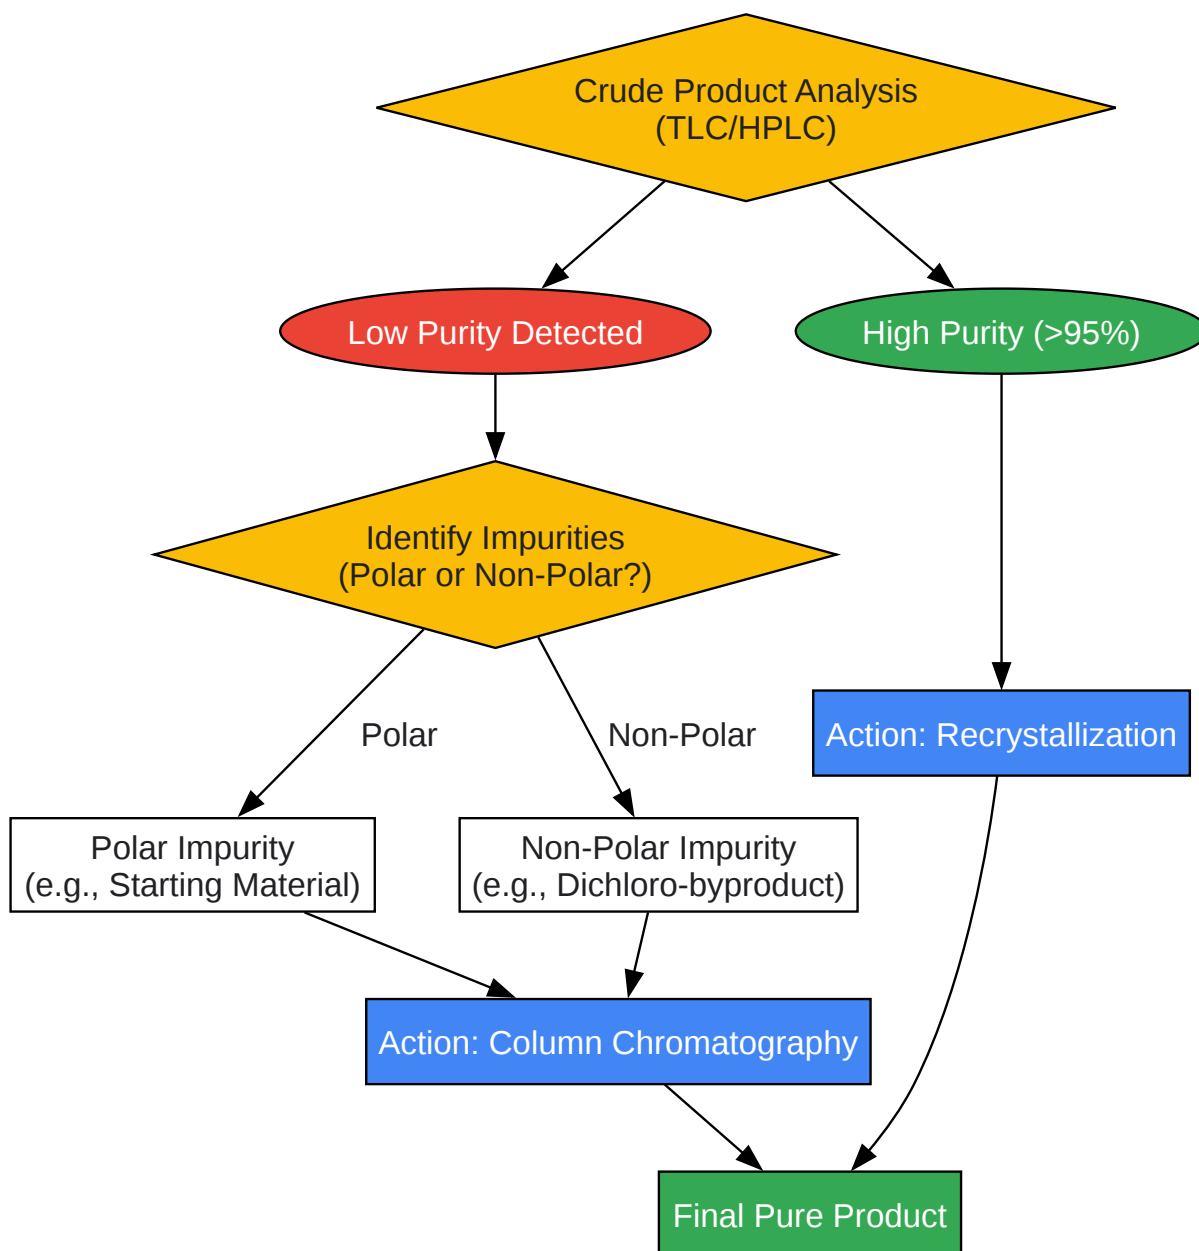 Crude Product Analysis
(TLC/HPLC)
Low Purity Detected
High Purity (>95%)
Identify Impurities
(Polar or Non-Polar?)
Polar
Non-Polar
Action: Recrystallization
Polar Impurity
(e.g., Starting Material)
Non-Polar Impurity
(e.g., Dichloro-byproduct)
Action: Column Chromatography
Final Pure Product